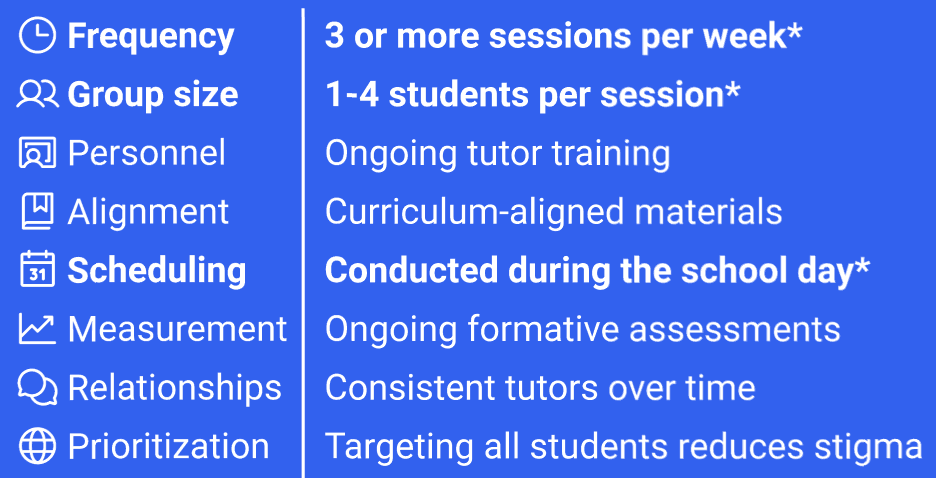 Frequency 3 or more sessions per week*
Group size 1-4 students per session*
Personnel Ongoing tutor training
Alignment Curriculum-aligned materials
31 Scheduling Conducted during the school day*
Measurement Ongoing formative assessments
Relationships Consistent tutors over time
Prioritization Targeting all students reduces stigma